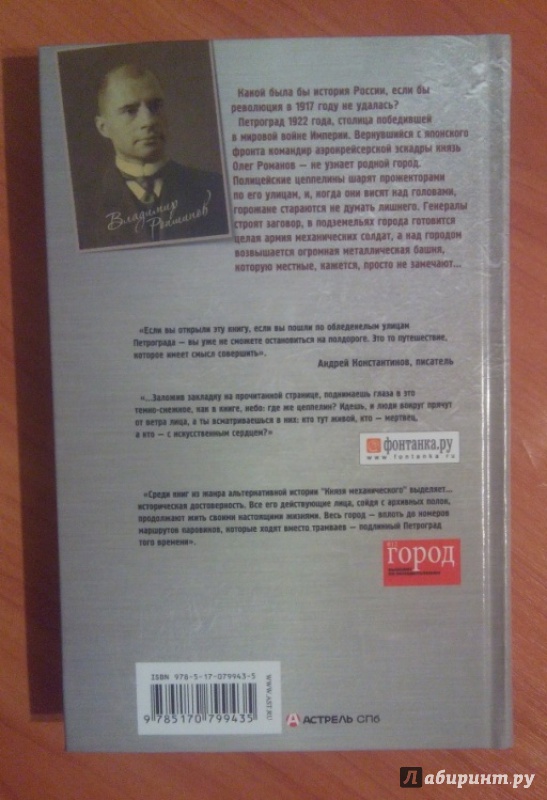 Владимир
Ропшинов
Какой была бы история России, если бы
революция в 1917 году не удалась?
Петроград 1922 года, столица победившей
в мировой войне Империи. Вернувшийся с японского
фронта командир аэрокрейсерской эскадры князь
Олег Романов — не узнает родной город.
Полицейские цеппелины шарят прожекторами
по его улицам, и, когда они висят над головами,
горожане стараются не думать лишнего. Генералы
строят заговор, в подземельях города готовится
целая армия механических солдат, а над городом
возвышается огромная металлическая башня,
которую местные, кажется, просто не замечают...
«Если вы открыли эту книгу, если вы пошли по обледенелым улицам
Петрограда — вы уже не сможете остановиться на полдороге. Это то путешествие,
которое имеет смысл совершить».
Андрей Константинов, писатель
«...Заложив закладку на прочитанной странице, поднимаешь глаза в это
темно-снежное, как в книге, небо: где же цеппелин? Идешь, и люди вокруг прячут
от ветра лица, а ты всматриваешься в них: кто тут живой, кто — мертвец,
а кто — с искусственным сердцем?»
фонтанка.ру
www.fontanka.ru
«Среди книг из жанра альтернативной истории "Князя механического" выделяет...
историческая достоверность. Все его действующие лица, сойдя с архивных полок,
продолжают жить своими настоящими жизнями. Весь город — вплоть до номеров
маршрутов паровиков, которые ходят вместо трамваев — подлинный Петроград
того времени».
город
ISBN 978-5-17-079943-5
9 785170 799435
WWW.AST.RU
АСТРЕЛЬ СПб
Лабиринт.ру